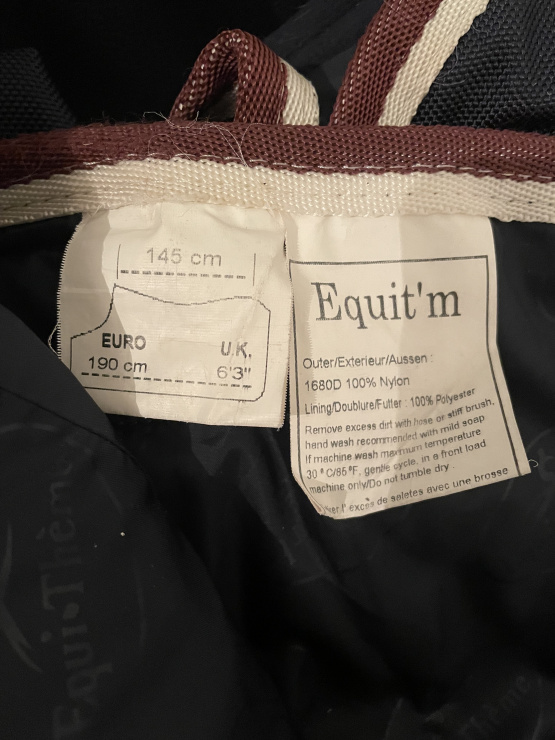 145 cm
EURO U.K.
190 cm 6'3"
Equit'm
Outer/Exterieur/Aussen :
1680D 100% Nylon
Lining/Doublure/Futter : 100% Polyester
Remove excess dirt with hose or stiff brush,
hand wash recommended with mild soap
If machine wash maximum temperature
30 °C/85 °F, gentle cycle, in a front load
machine only/Do not tumble dry .
l' excés de saletes avec une brosse
Equi•Thèm